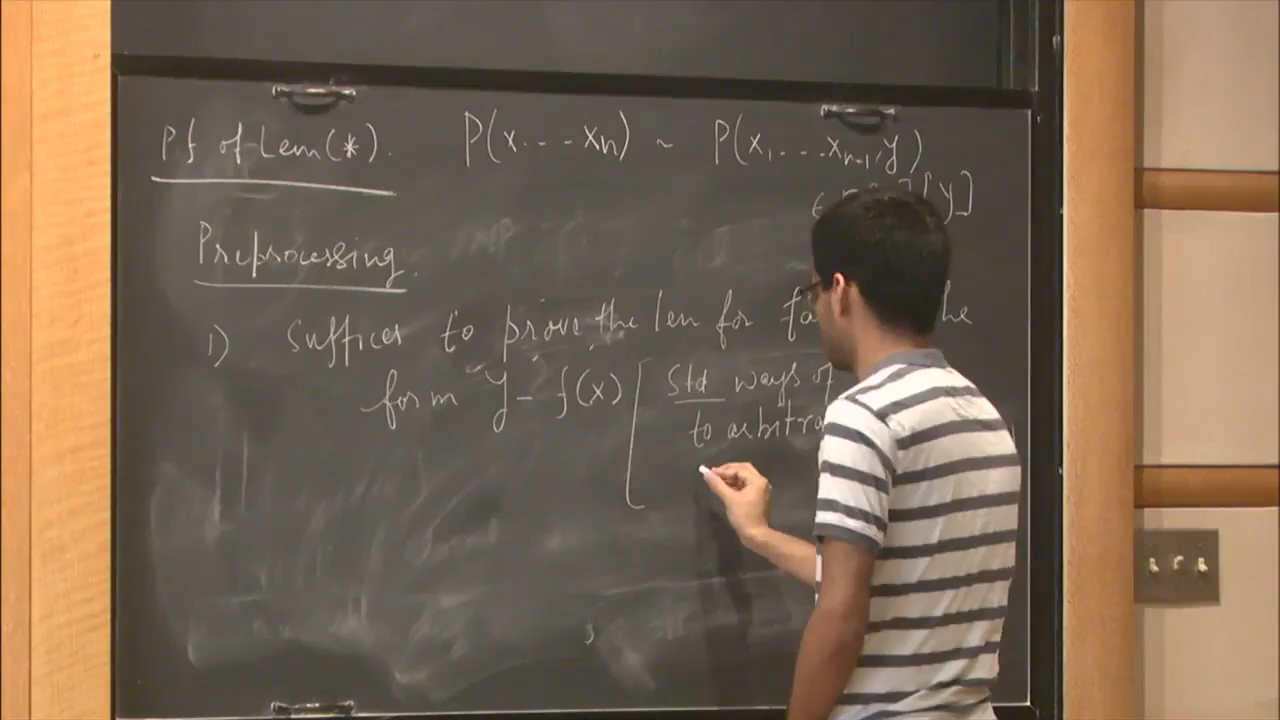 Pf of Lem(*). P(x...xn) ~ P(x1...xn-1, y)
∈ [y]
Preprocessing.
1) Suffices to prove the lem for
form y - f(x) [ Std ways of
to